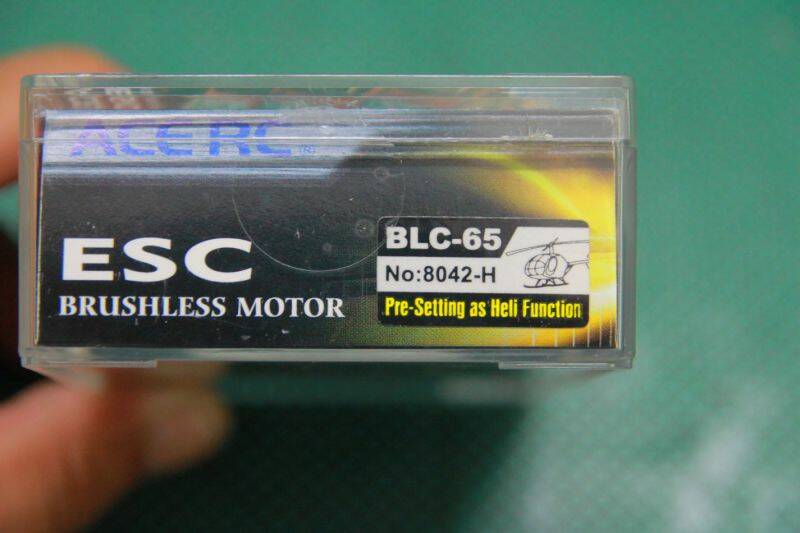 ACE RC
ESC
BRUSHLESS MOTOR
BLC-65
No:8042-H
Pre-Setting as Heli Function